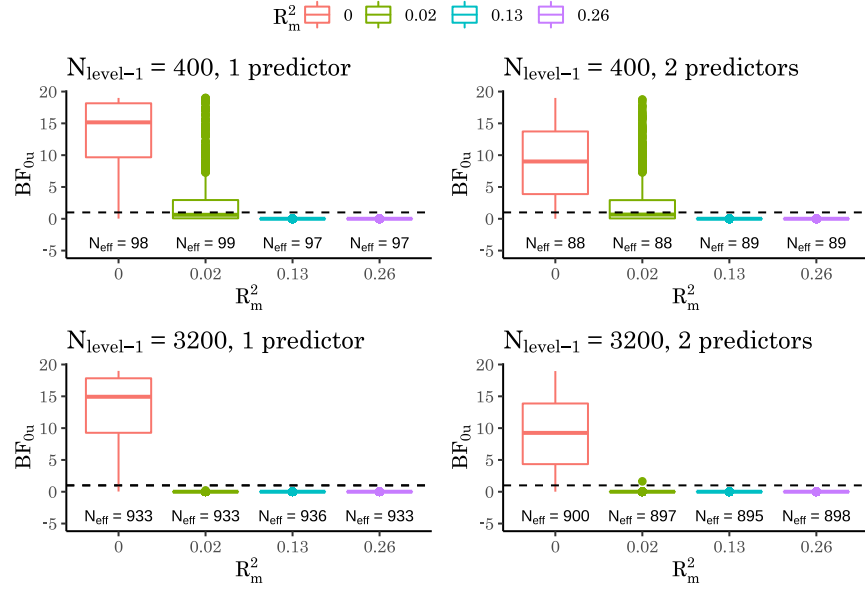 R²m 0 0.02 0.13 0.26
Nlevel−1 = 400, 1 predictor
BF0u
20
15
10
5
0
-5
Neff = 98 Neff = 99 Neff = 97 Neff = 97
0 0.02 0.13 0.26
R²m
Nlevel−1 = 400, 2 predictors
BF0u
20
15
10
5
0
-5
Neff = 88 Neff = 88 Neff = 89 Neff = 89
0 0.02 0.13 0.26
R²m
Nlevel−1 = 3200, 1 predictor
BF0u
20
15
10
5
0
-5
Neff = 933 Neff = 933 Neff = 936 Neff = 933
0 0.02 0.13 0.26
R²m
Nlevel−1 = 3200, 2 predictors
BF0u
20
15
10
5
0
-5
Neff = 900 Neff = 897 Neff = 895 Neff = 898
0 0.02 0.13 0.26
R²m